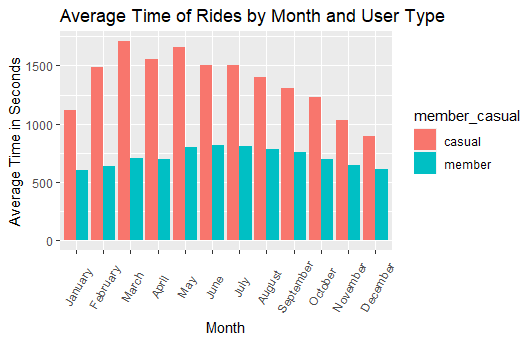 Average Time of Rides by Month and User Type
Average Time in Seconds
1500
1000
500
0
January
February
March
April
May
June
July
August
September
October
November
December
Month
member_casual
casual
member